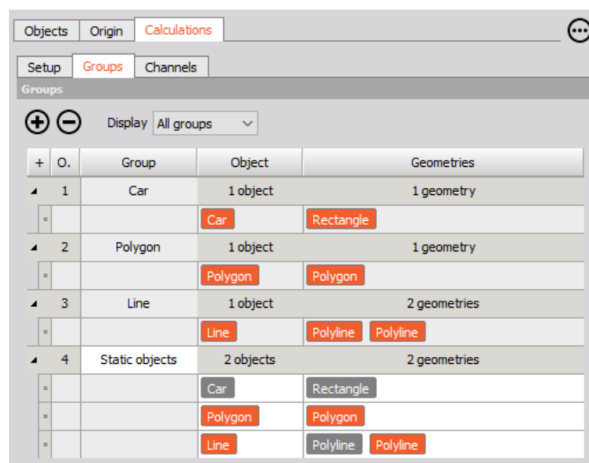 Objects Origin Calculations
Setup Groups Channels
Groups
Display All groups
+ O. Group Object Geometries
1 Car 1 object 1 geometry
Car Rectangle
2 Polygon 1 object 1 geometry
Polygon Polygon
3 Line 1 object 2 geometries
Line Polyline Polyline
4 Static objects 2 objects 2 geometries
Car Rectangle
Polygon Polygon
Line Polyline Polyline